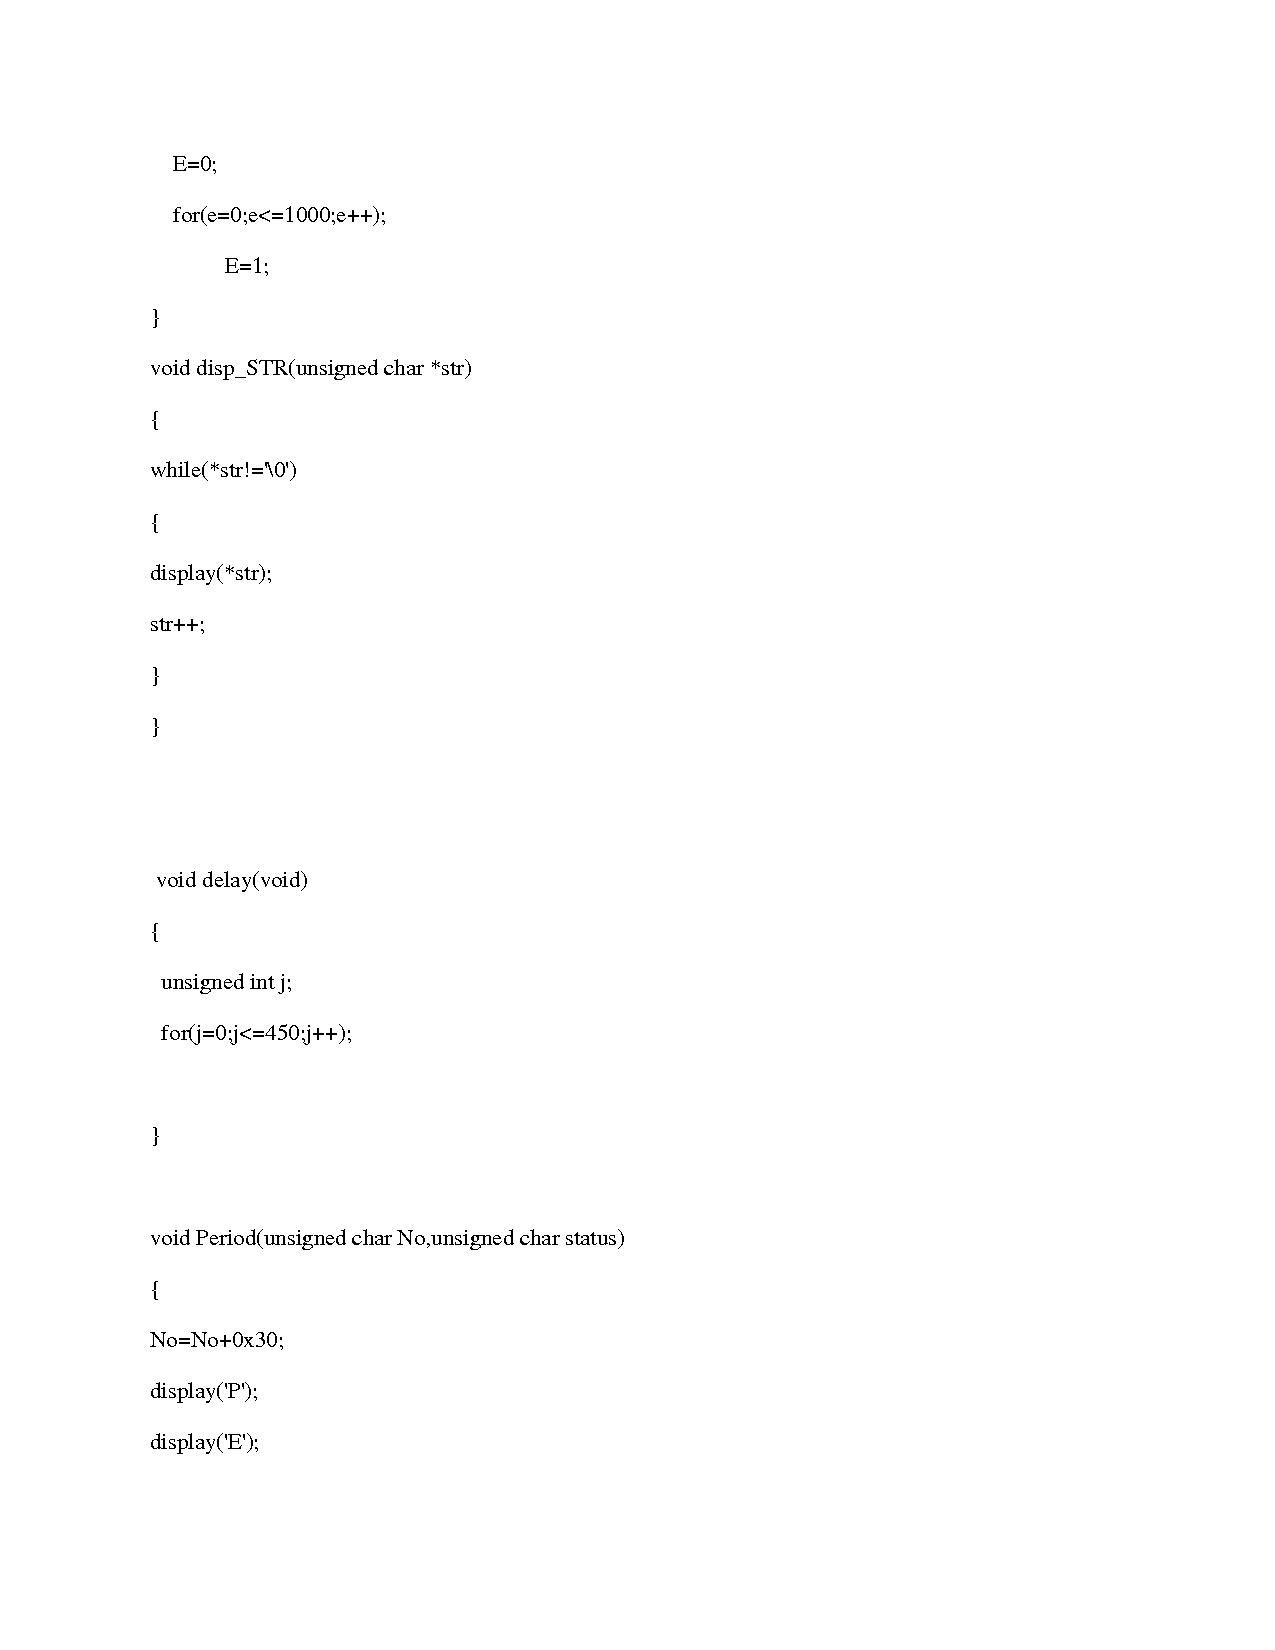 E=0;
for(e=0;e<=1000;e++);
E=1;
}
void disp_STR(unsigned char *str)
{
while(*str!='\0')
{
display(*str);
str++;
}
}
void delay(void)
{
unsigned int j;
for(j=0;j<=450;j++);
}
void Period(unsigned char No,unsigned char status)
{
No=No+0x30;
display('P');
display('E');